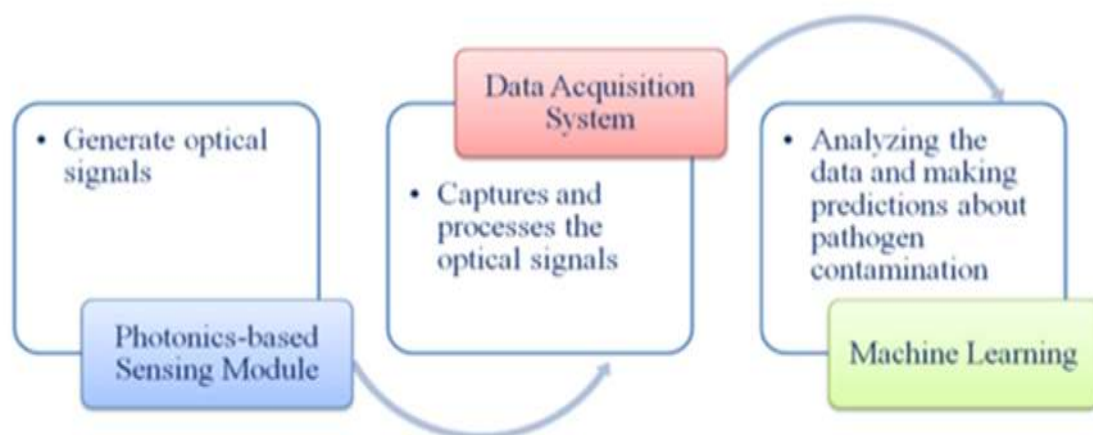 • Generate optical
signals
Photonics-based
Sensing Module
Data Acquisition
System
• Captures and
processes the
optical signals
• Analyzing the
data and making
predictions about
pathogen
contamination
Machine Learning